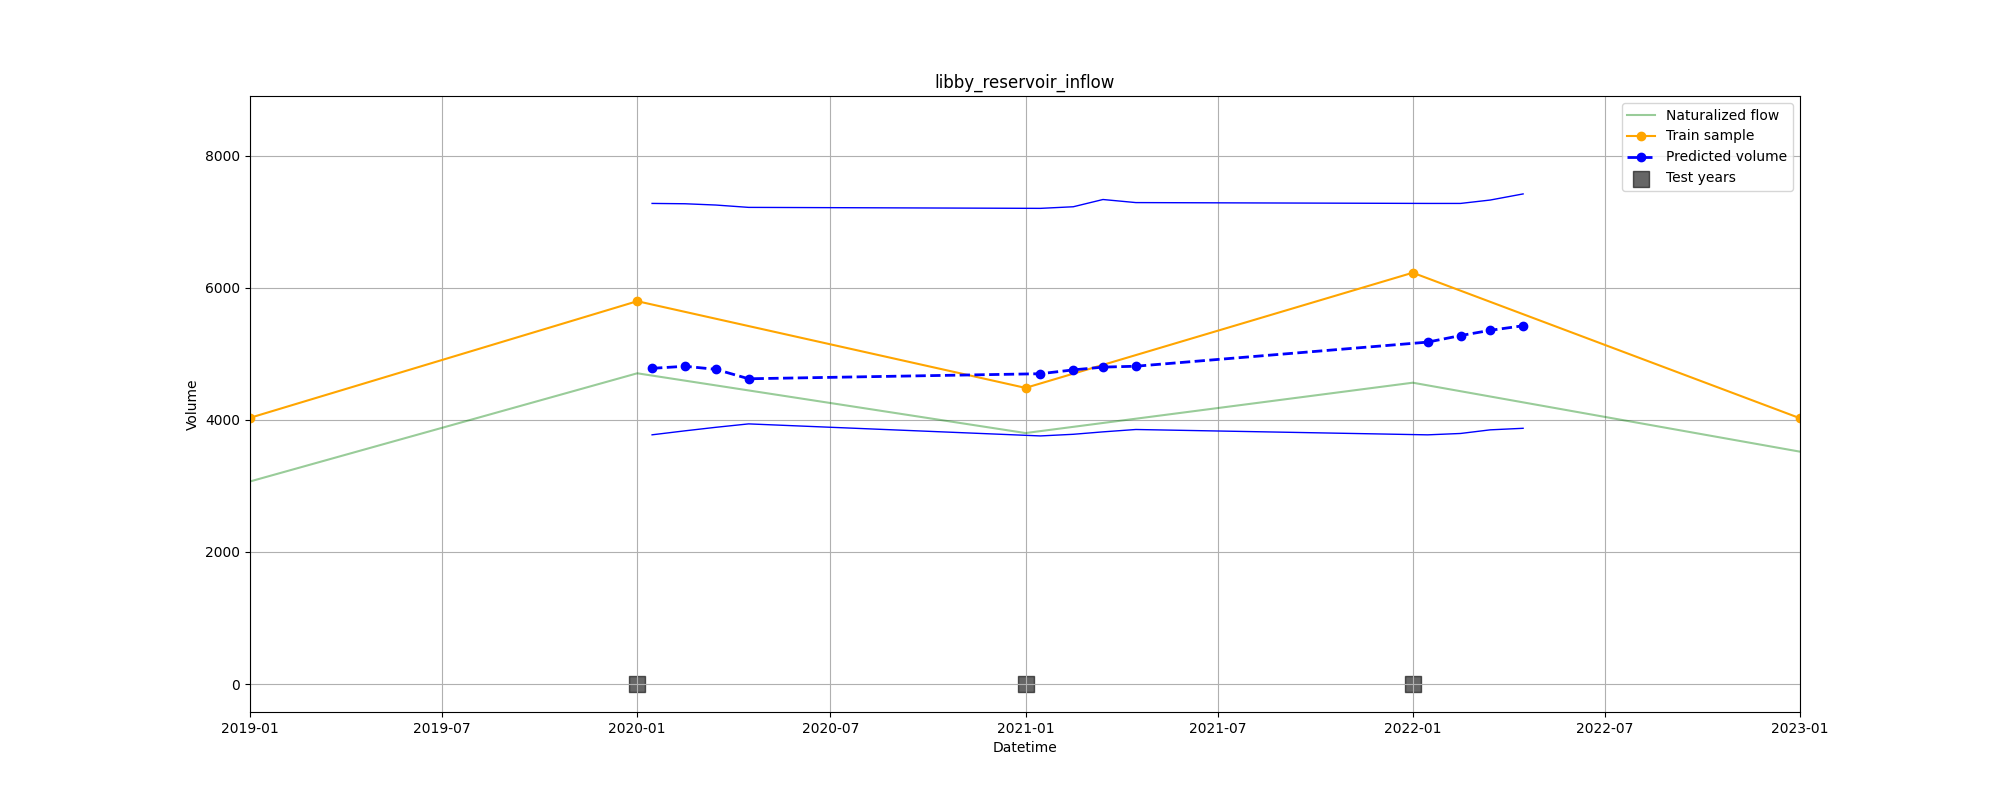 libby_reservoir_inflow
Naturalized flow
Train sample
Predicted volume
Test years
Volume
8000
6000
4000
2000
0
2019-01 2019-07 2020-01 2020-07 2021-01 2021-07 2022-01 2022-07 2023-01
Datetime